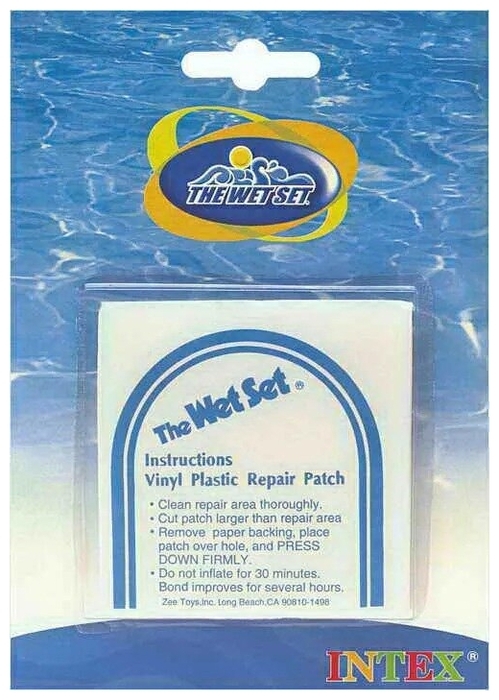 THE WET SET.
The Wet Set ®
Instructions
Vinyl Plastic Repair Patch
• Clean repair area thoroughly.
• Cut patch larger than repair area
• Remove paper backing, place
patch over hole, and PRESS
DOWN FIRMLY.
• Do not inflate for 30 minutes.
Bond improves for several hours.
Zee Toys,Inc. Long Beach,CA 90810-1498
INTEX®